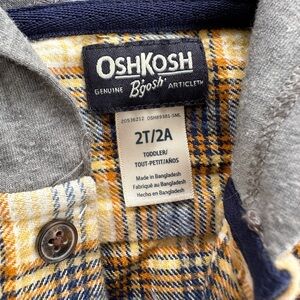 OSHKOSH
GENUINE B'gosh ARTICLE
2T/2A
TODDLER/
TOUT-PETIT/AÑOS
Made in Bangladesh
Fabriqué au Bangladesh
Hecho en Bangladesh